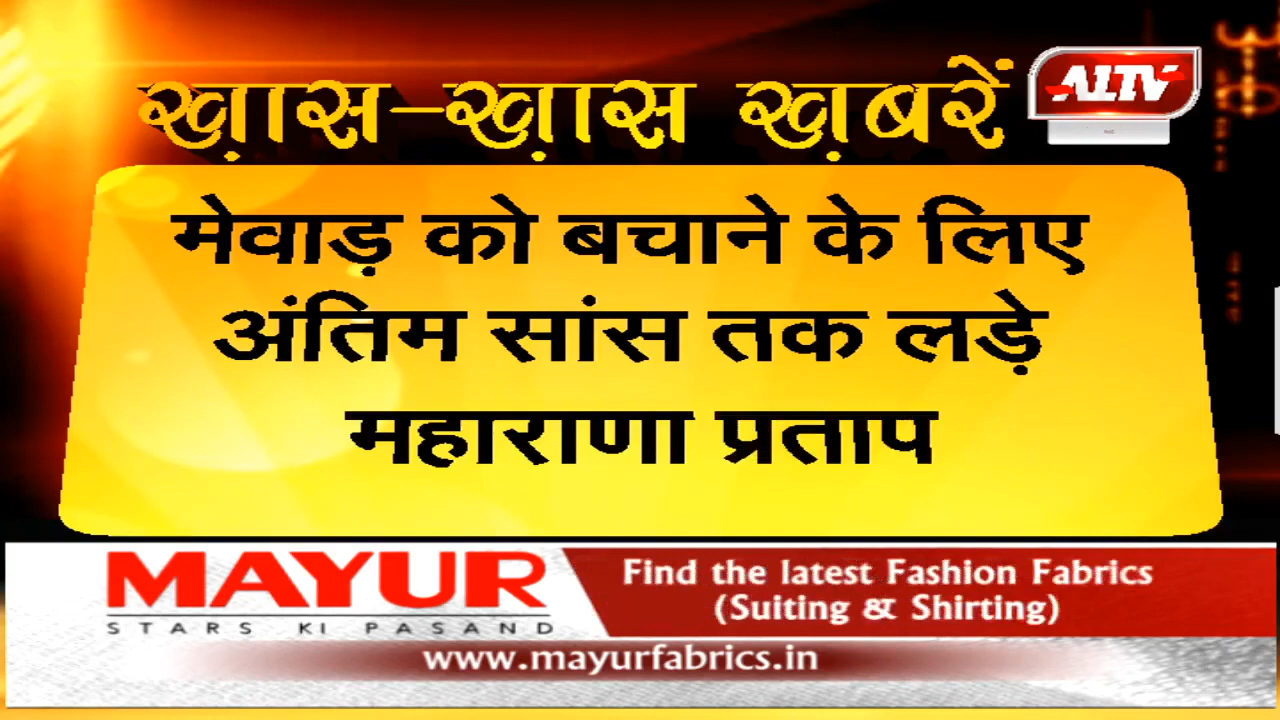 ख़ास-ख़ास ख़बरें
A1TV
मेवाड़ को बचाने के लिए
अंतिम सांस तक लड़े
महाराणा प्रताप
MAYUR
STARS KI PASAND
Find the latest Fashion Fabrics
(Suiting & Shirting)
www.mayurfabrics.in